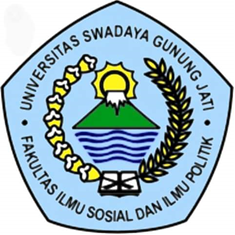 UNIVERSITAS SWADAYA GUNUNG JATI
FAKULTAS ILMU SOSIAL DAN ILMU POLITIK